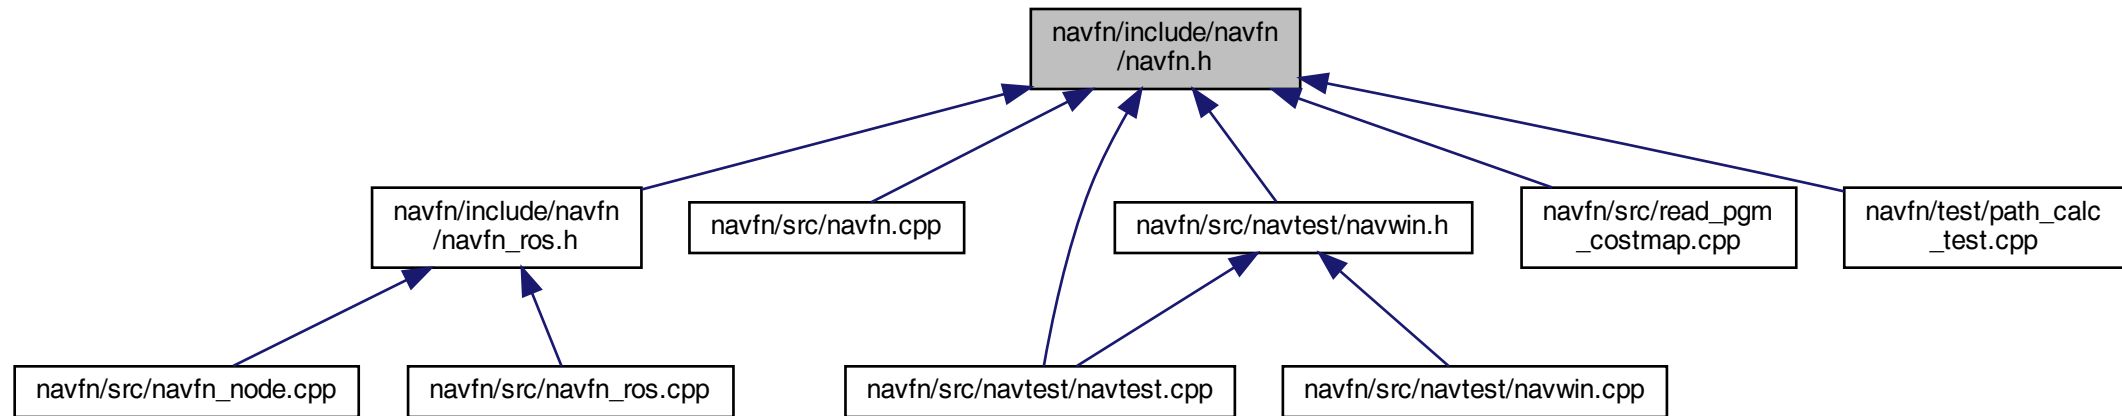 navfn/include/navfn
/navfn.h
navfn/include/navfn
/navfn_ros.h
navfn/src/navfn.cpp
navfn/src/navtest/navwin.h
navfn/src/read_pgm
_costmap.cpp
navfn/test/path_calc
_test.cpp
navfn/src/navfn_node.cpp
navfn/src/navfn_ros.cpp
navfn/src/navtest/navtest.cpp
navfn/src/navtest/navwin.cpp